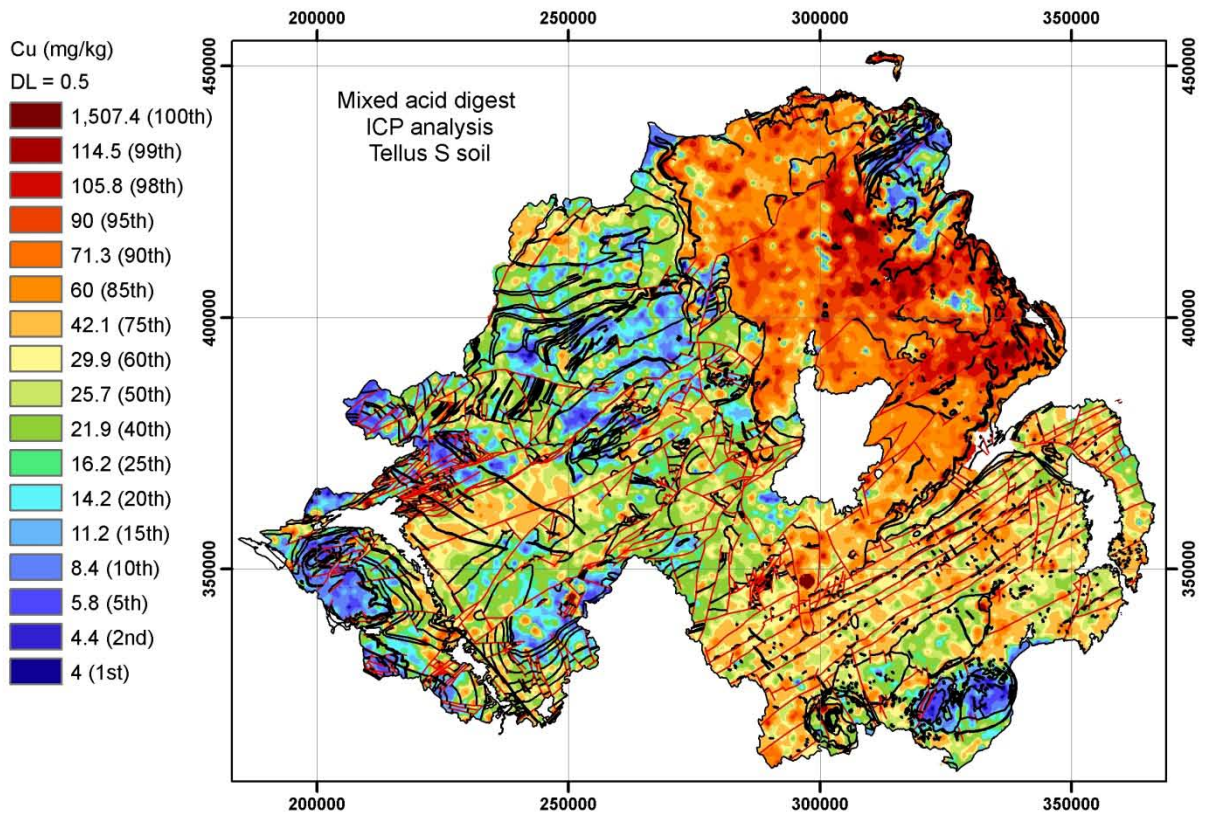 200000 250000 300000 350000
Cu (mg/kg)
DL = 0.5
1,507.4 (100th)
114.5 (99th)
105.8 (98th)
90 (95th)
71.3 (90th)
60 (85th)
42.1 (75th)
29.9 (60th)
25.7 (50th)
21.9 (40th)
16.2 (25th)
14.2 (20th)
11.2 (15th)
8.4 (10th)
5.8 (5th)
4.4 (2nd)
4 (1st)
Mixed acid digest
ICP analysis
Tellus S soil
450000
400000
350000
450000
400000
350000
200000 250000 300000 350000